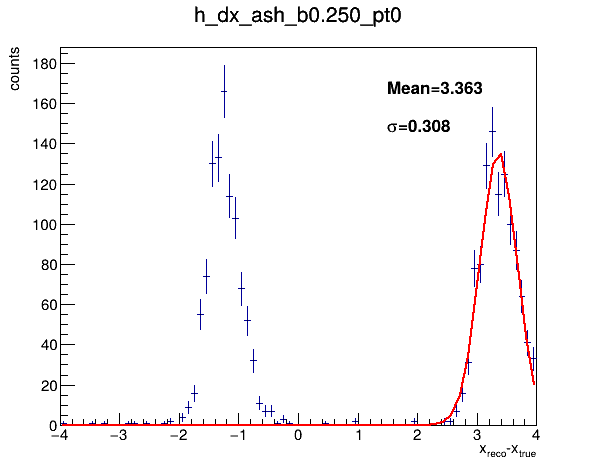 h_dx_ash_b0.250_pt0
counts
180
160
140
120
100
80
60
40
20
0
Mean=3.363
σ=0.308
−4 −3 −2 −1 0 1 2 3 4
x_reco-x_true